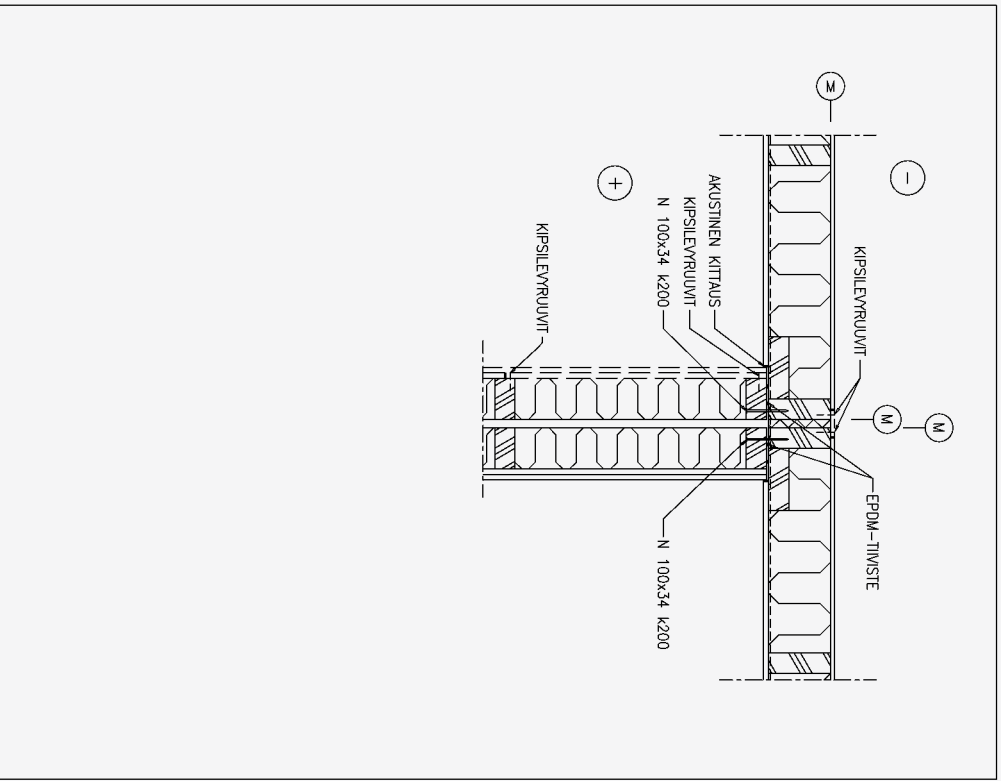 M
−
M
EPDM-TIIVISTE
KIPSILEVYRUUVIT
M
AKUSTINEN KITTAUS
KIPSILEVYRUUVIT
N 100x34 k200
N 100x34 k200
+
KIPSILEVYRUUVIT